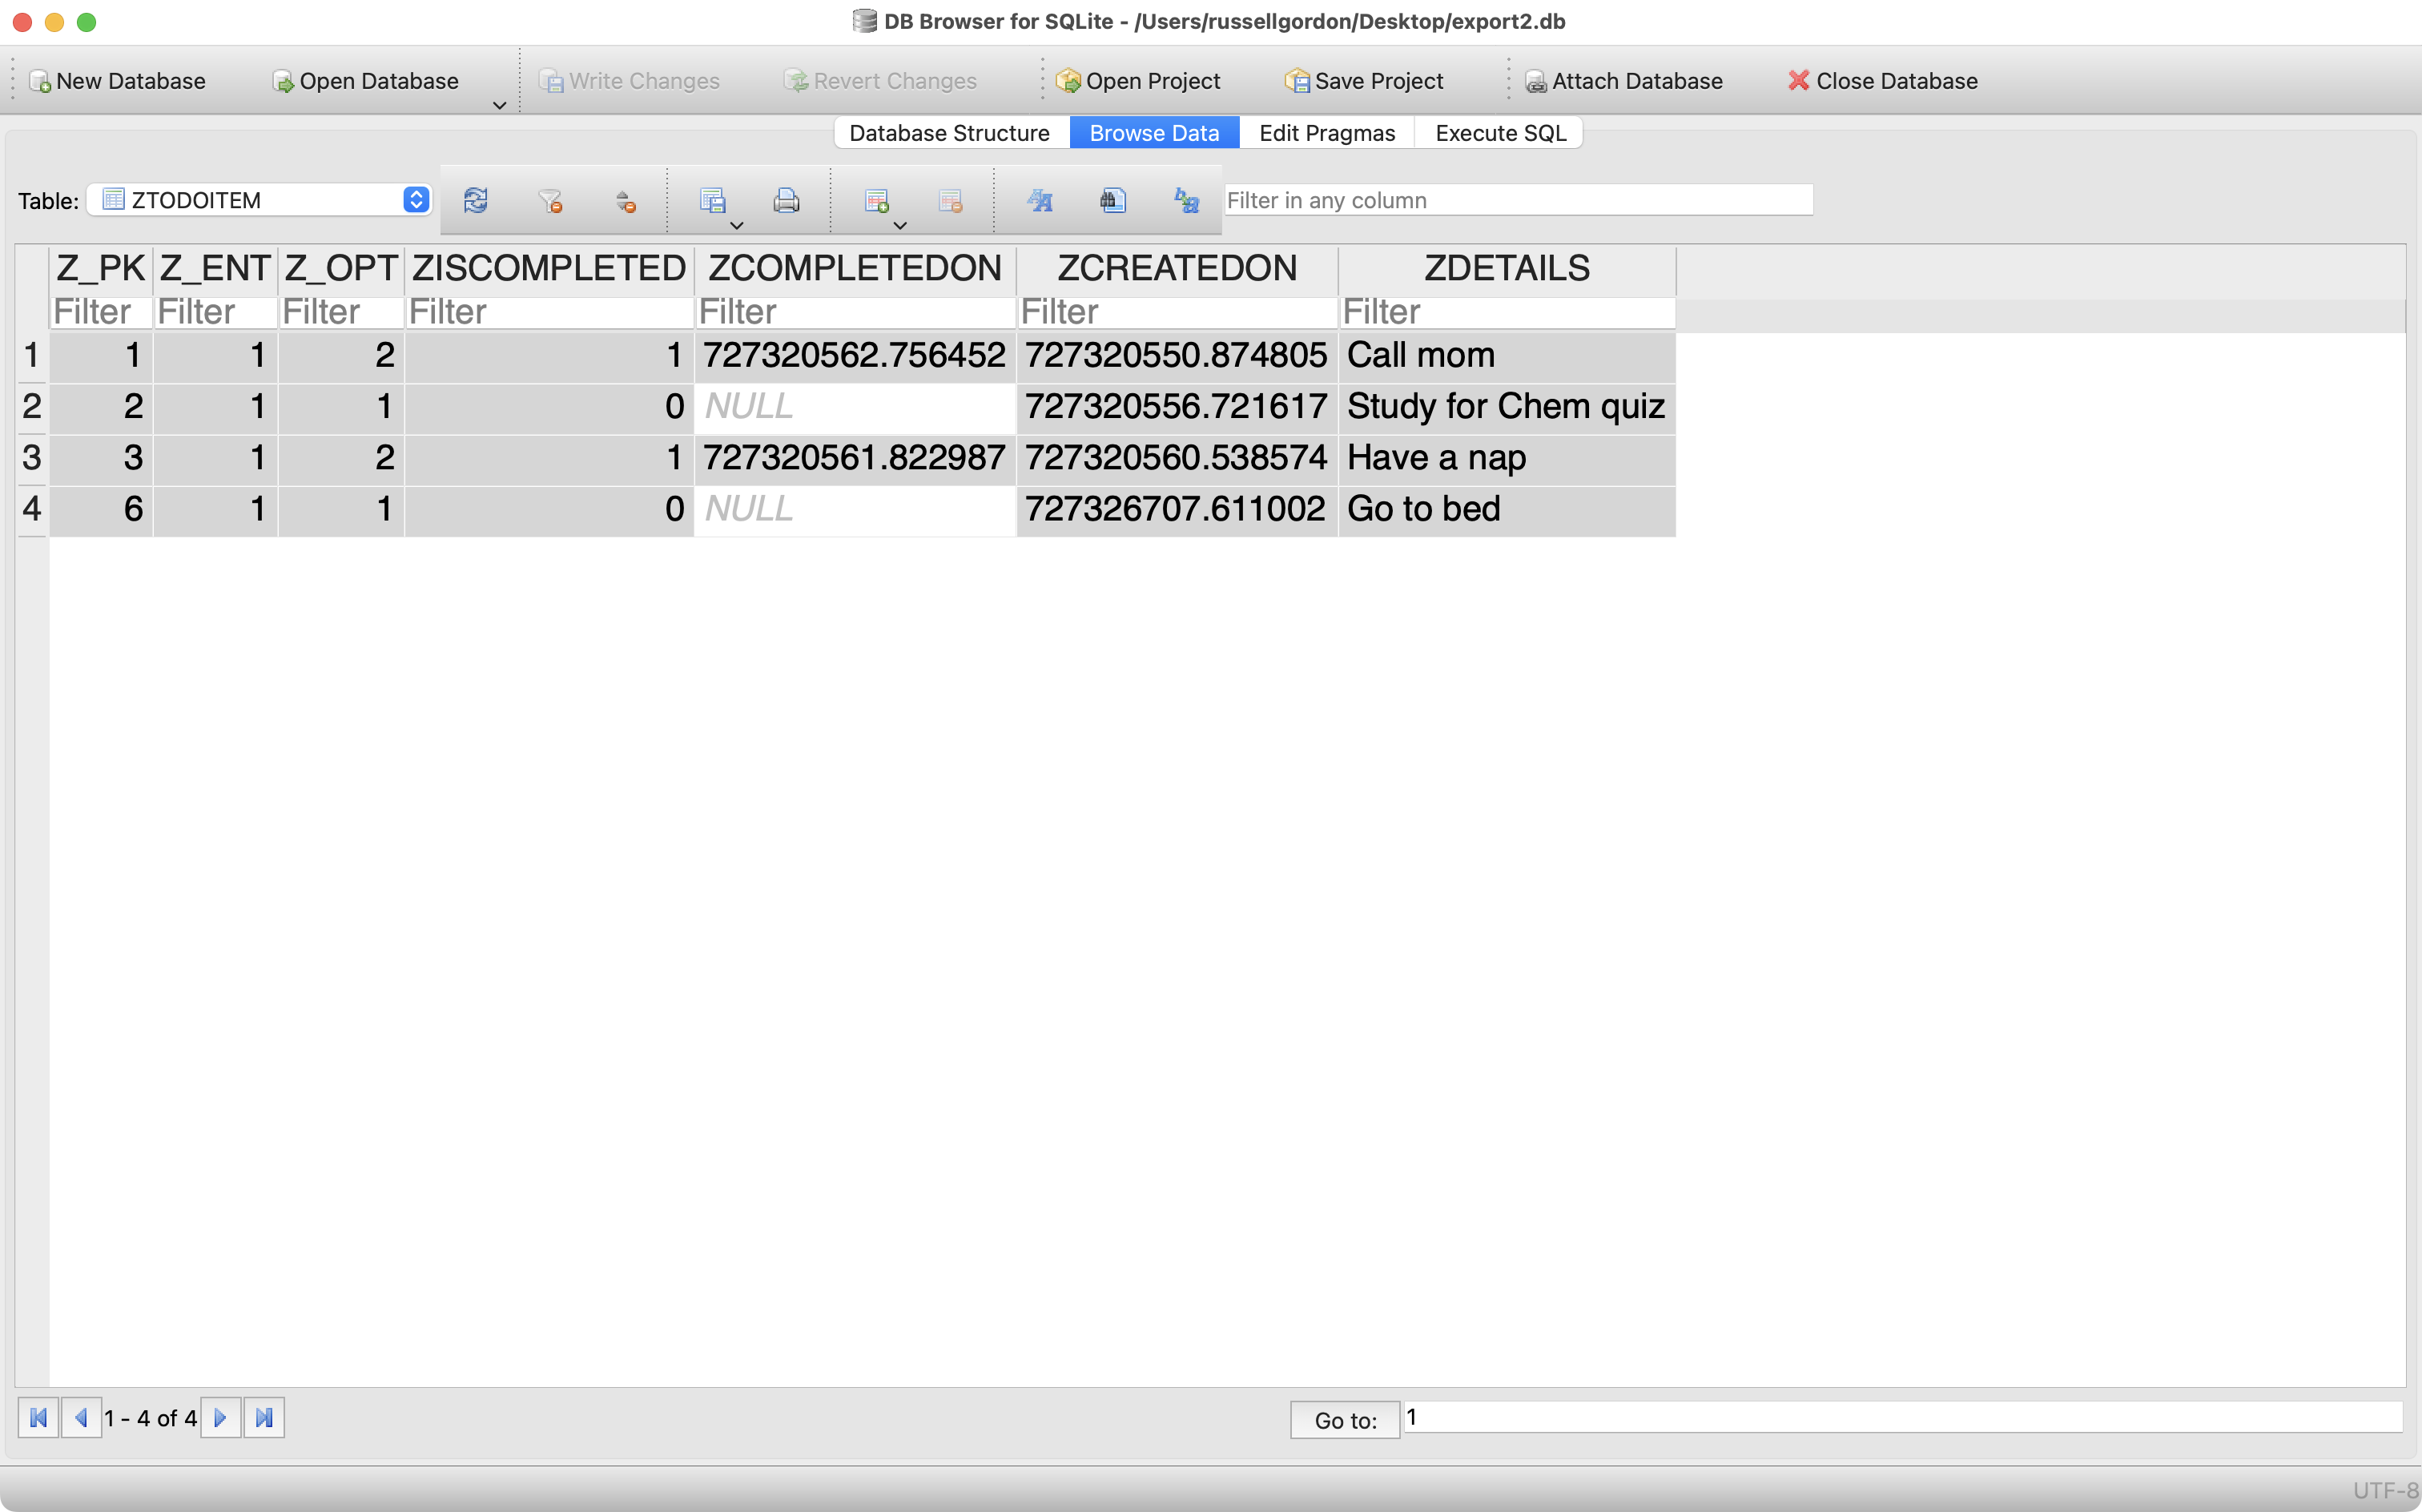 DB Browser for SQLite - /Users/russellgordon/Desktop/export2.db
New Database Open Database Write Changes Revert Changes Open Project Save Project Attach Database Close Database
Database Structure Browse Data Edit Pragmas Execute SQL
Table: ZTODOITEM Filter in any column
Z_PK Z_ENT Z_OPT ZISCOMPLETED ZCOMPLETEDON ZCREATEDON ZDETAILS
Filter Filter Filter Filter Filter Filter Filter
1 1 1 2 1 727320562.756452 727320550.874805 Call mom
2 2 1 1 0 NULL 727320556.721617 Study for Chem quiz
3 3 1 2 1 727320561.822987 727320560.538574 Have a nap
4 6 1 1 0 NULL 727326707.611002 Go to bed
1 - 4 of 4 Go to: 1
UTF-8